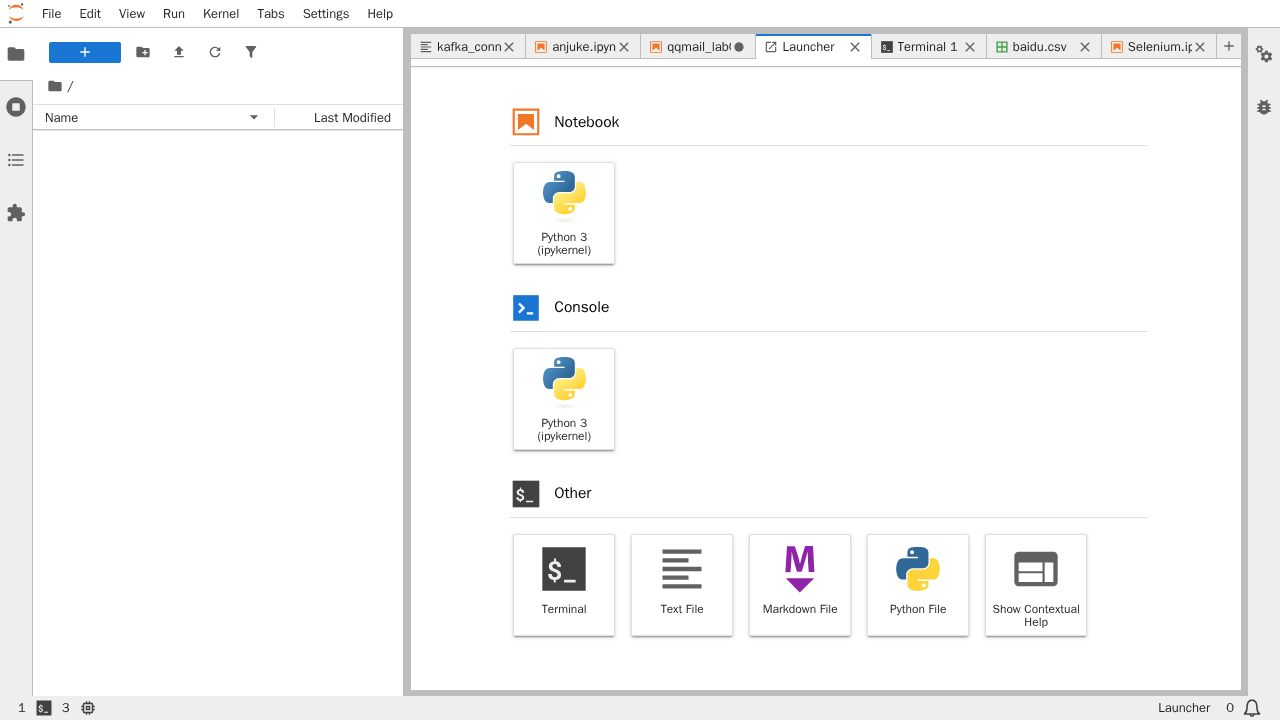 File Edit View Run Kernel Tabs Settings Help
kafka_conn
anjuke.ipyn
qqmail_lab
Launcher
Terminal 1
baidu.csv
Selenium.ip
/
Name
Last Modified
Notebook
Python 3
(ipykernel)
Console
Python 3
(ipykernel)
$_ Other
$_
Terminal
Text File
M
Markdown File
Python File
Show Contextual
Help
1
$_
3
Launcher
0